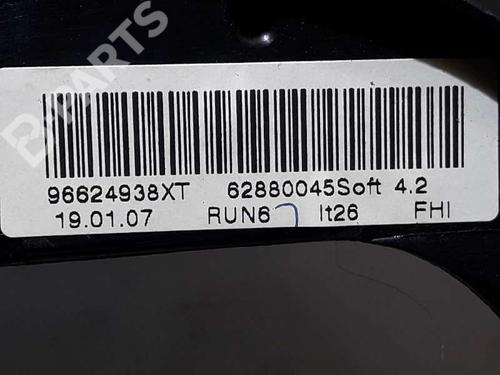 B-PARTS
96624938XT 62880045Soft 4.2
19.01.07 RUN6 lt26 FHI